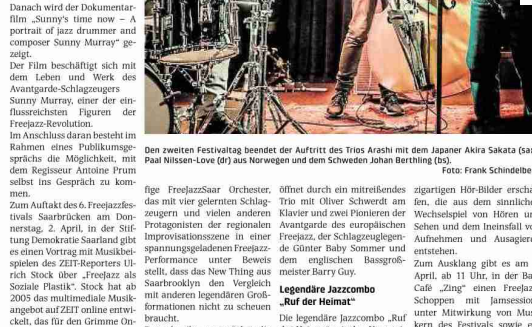 Danach wird der Dokumentar-
film „Sunny's time now – A
portrait of jazz drummer and
composer Sunny Murray“ ge-
zeigt.
Der Film beschäftigt sich mit
dem Leben und Werk des
Avantgarde-Schlagzeugers
Sunny Murray, einer der ein-
flussreichsten Figuren der
Freejazz-Revolution.
Im Anschluss daran besteht im
Rahmen eines Publikumsge-
sprächs die Möglichkeit, mit
dem Regisseur Antoine Prum
selbst ins Gespräch zu kom-
men.
Zum Auftakt des 6. Freejazzfes-
tivals Saarbrücken am Don-
nerstag, 2. April, in der Stif-
tung Demokratie Saarland gibt
es einen Vortrag mit Musikbei-
spielen des ZEIT-Reporters Ul-
rich Stock über „Freejazz als
Soziale Plastik“. Stock hat ab
2005 das multimediale Musik-
angebot auf ZEIT online entwi-
ckelt, das für den Grimme On-
Den zweiten Festivaltag beendet der Auftritt des Trios Arashi mit dem Japaner Akira Sakata (sax
Paal Nilssen-Love (dr) aus Norwegen und dem Schweden Johan Berthling (bs).
Foto: Frank Schindelbe
fige FreeJazzSaar Orchester,
das mit vier gelernten Schlag-
zeugern und vielen anderen
Protagonisten der regionalen
Improvisationsszene in einer
spannungsgeladenen Freejazz-
Performance unter Beweis
stellt, dass das New Thing aus
Saarbrooklyn den Vergleich
mit anderen legendären Groß-
formationen nicht zu scheuen
braucht.
öffnet durch ein mitreißendes
Trio mit Oliver Schwerdt am
Klavier und zwei Pionieren der
Avantgarde des europäischen
Freejazz, der Schlagzeuglegen-
de Günter Baby Sommer und
dem englischen Bassgroß-
meister Barry Guy.
Legendäre Jazzcombo
„Ruf der Heimat“
Die legendäre Jazzcombo „Ruf
zigartigen Hör-Bilder erscha
fen, die aus dem sinnliche
Wechselspiel von Hören un
Sehen und dem Ineinsfall vo
Aufnehmen und Ausagiere
entstehen.
Zum Ausklang gibt es am
April, ab 11 Uhr, in der Ba
Café „Zing“ einen Freejaz
Schoppen mit Jamsession
unter Mitwirkung von Mus
kern des Festivals sowie